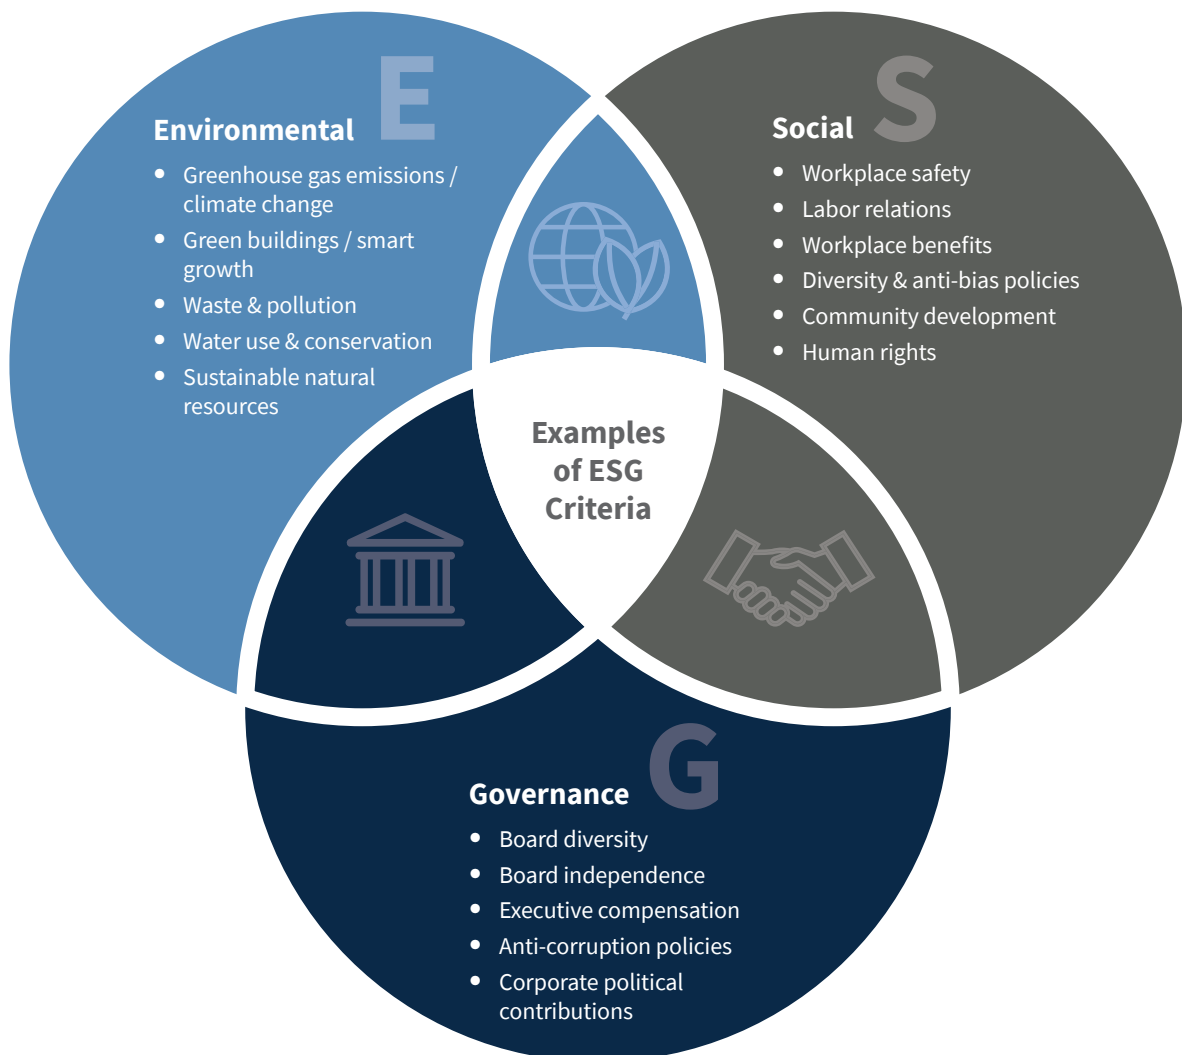 E
Environmental
• Greenhouse gas emissions /
climate change
• Green buildings / smart
growth
• Waste & pollution
• Water use & conservation
• Sustainable natural
resources
S
Social
• Workplace safety
• Labor relations
• Workplace benefits
• Diversity & anti-bias policies
• Community development
• Human rights
Examples
of ESG
Criteria
G
Governance
• Board diversity
• Board independence
• Executive compensation
• Anti-corruption policies
• Corporate political
contributions